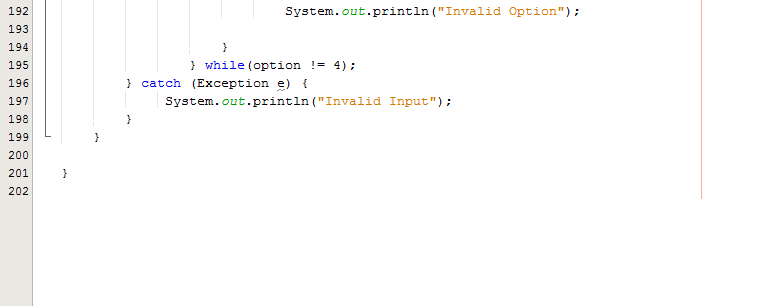 192 System.out.println("Invalid Option");
193
194 }
195 } while(option != 4);
196 } catch (Exception e) {
197 System.out.println("Invalid Input");
198 }
199 }
200
201 }
202